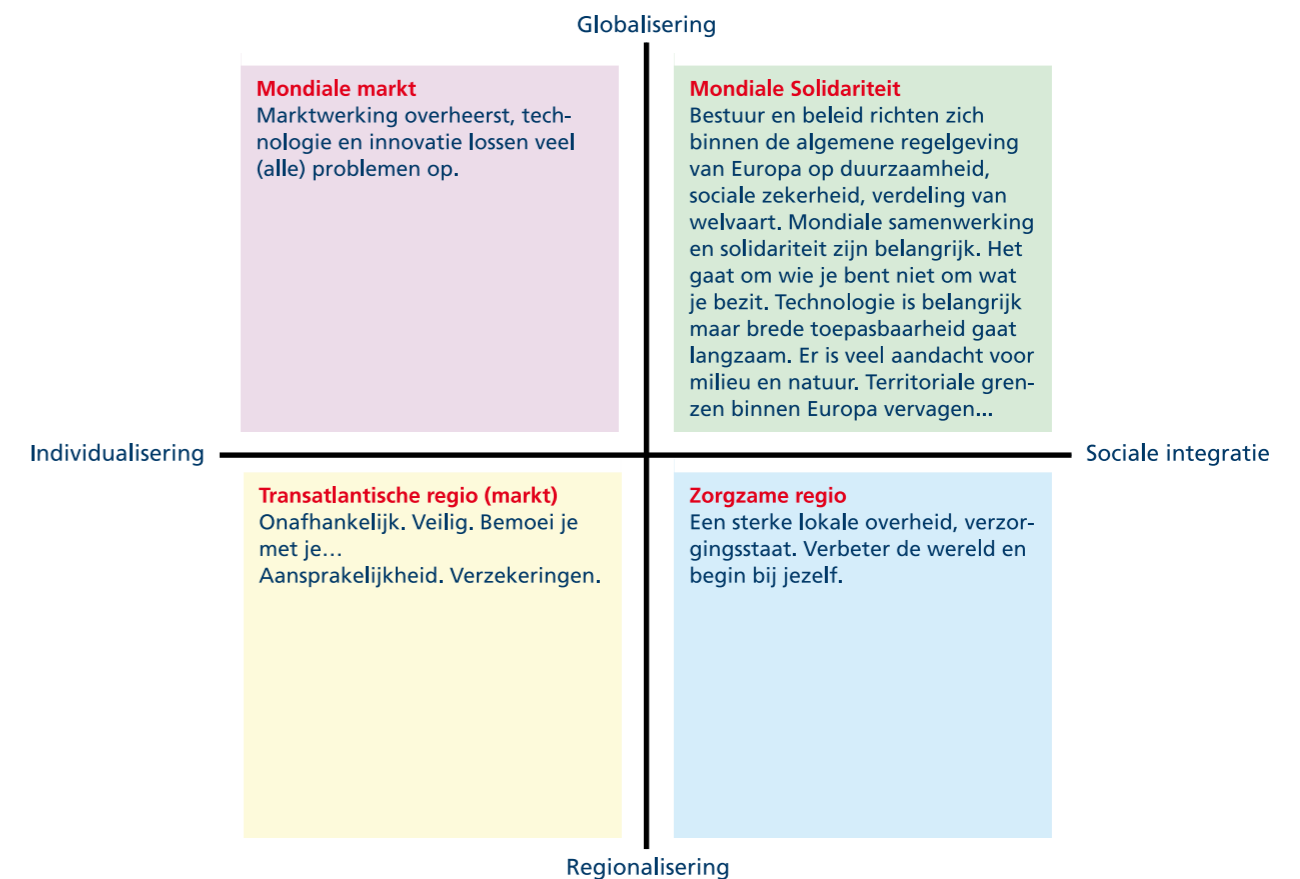 Globalisering
Mondiale markt
Marktwerking overheerst, tech-
nologie en innovatie lossen veel
(alle) problemen op.
Mondiale Solidariteit
Bestuur en beleid richten zich
binnen de algemene regelgeving
van Europa op duurzaamheid,
sociale zekerheid, verdeling van
welvaart. Mondiale samenwerking
en solidariteit zijn belangrijk. Het
gaat om wie je bent niet om wat
je bezit. Technologie is belangrijk
maar brede toepasbaarheid gaat
langzaam. Er is veel aandacht voor
milieu en natuur. Territoriale gren-
zen binnen Europa vervagen...
Individualisering
Sociale integratie
Transatlantische regio (markt)
Onafhankelijk. Veilig. Bemoei je
met je…
Aansprakelijkheid. Verzekeringen.
Zorgzame regio
Een sterke lokale overheid, verzor-
gingsstaat. Verbeter de wereld en
begin bij jezelf.
Regionalisering